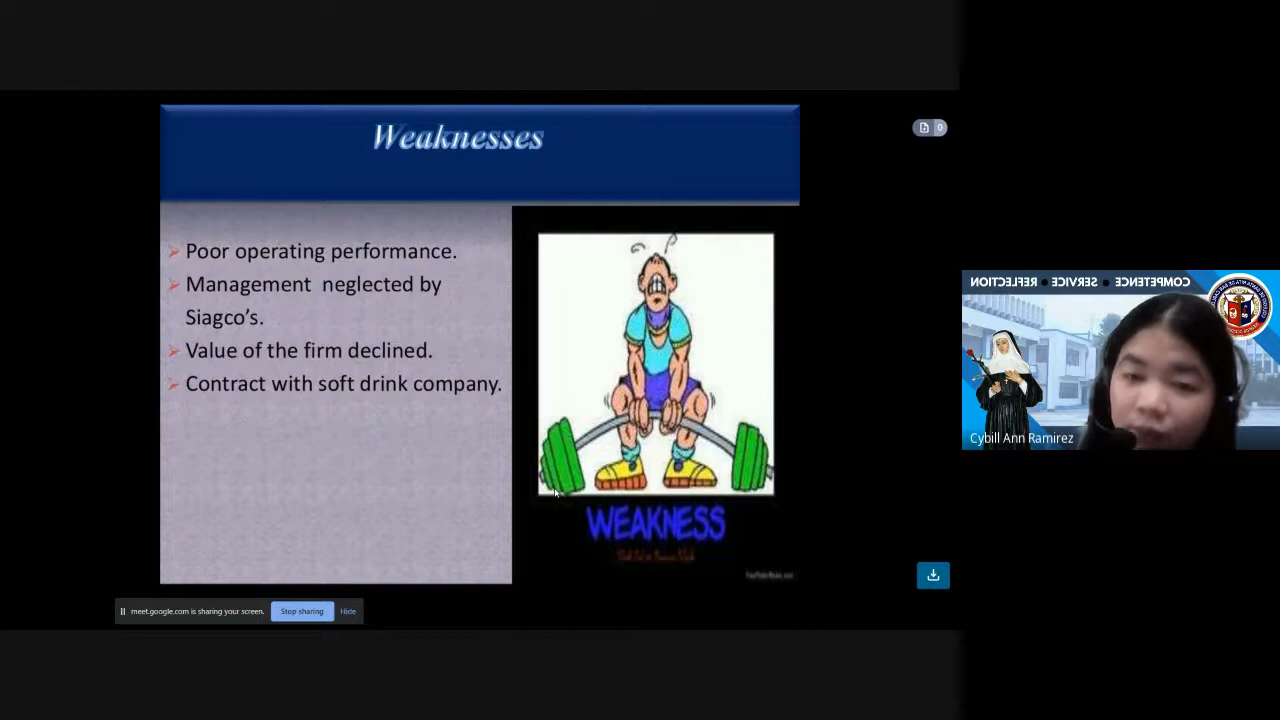 Weaknesses
0
Poor operating performance.
Management neglected by
Siagco's.
Value of the firm declined.
Contract with soft drink company.
WEAKNESS
COMPETENCE ● SERVICE ● REFLECTION
Cybill Ann Ramirez
meet.google.com is sharing your screen.
Stop sharing
Hide